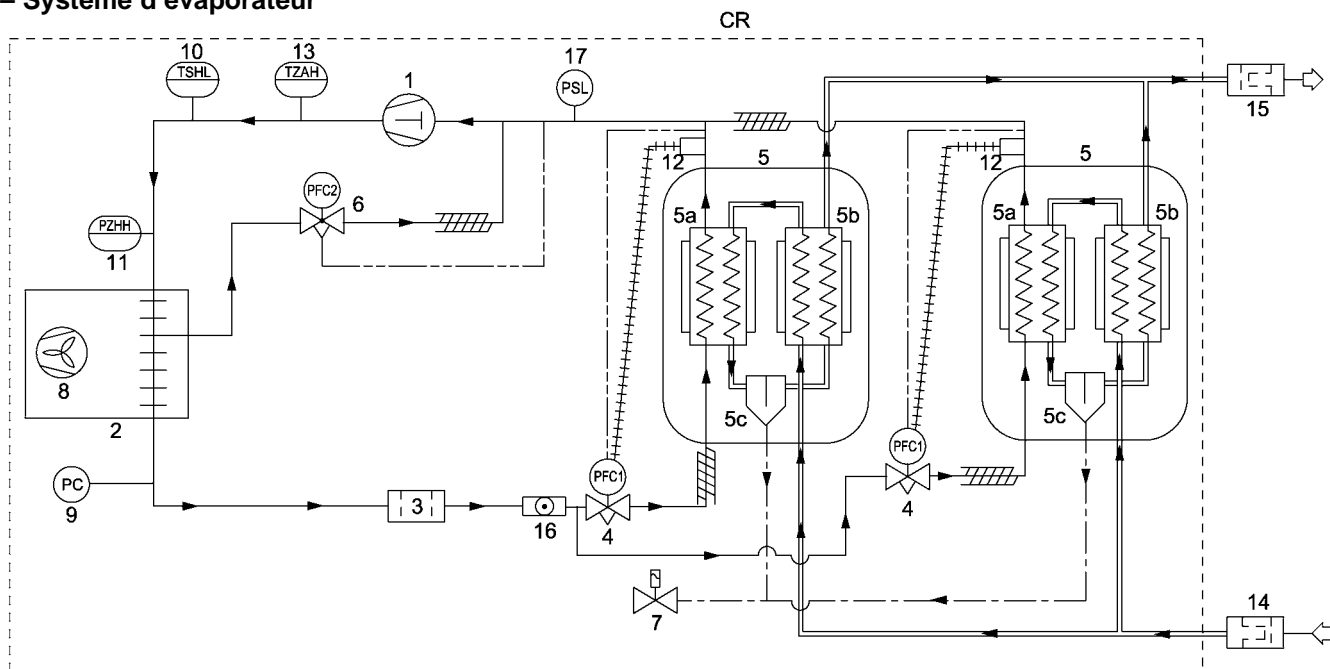 – Système d'évaporateur
CR
10
TSHL
13
TZAH
1
17
PSL
15
12
5
12
5
PFC2
6
5a
5b
5a
5b
PZHH
11
8
2
5c
5c
PC
9
3
16
PFC1
4
PFC1
4
7
14